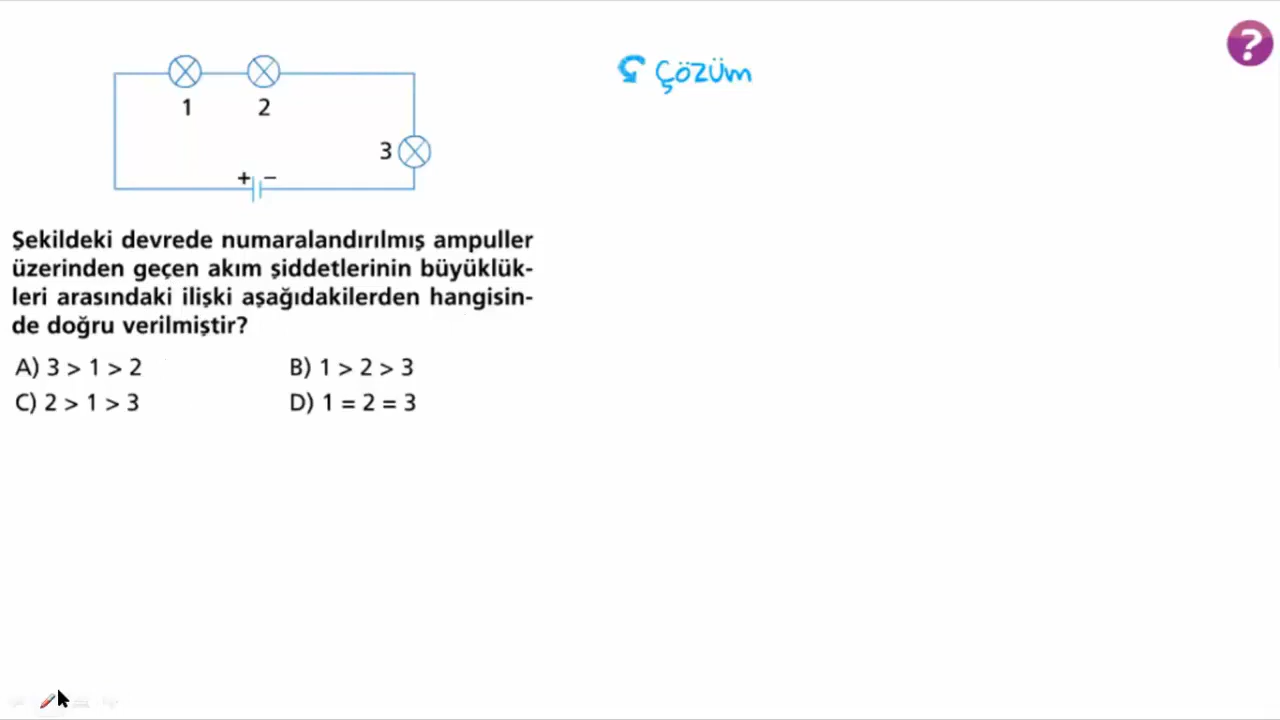 1
2
3
+ −
Şekildeki devrede numaralandırılmış ampuller
üzerinden geçen akım şiddetlerinin büyüklük-
leri arasındaki ilişki aşağıdakilerden hangisin-
de doğru verilmiştir?
A) 3 > 1 > 2
B) 1 > 2 > 3
C) 2 > 1 > 3
D) 1 = 2 = 3
Çözüm
?